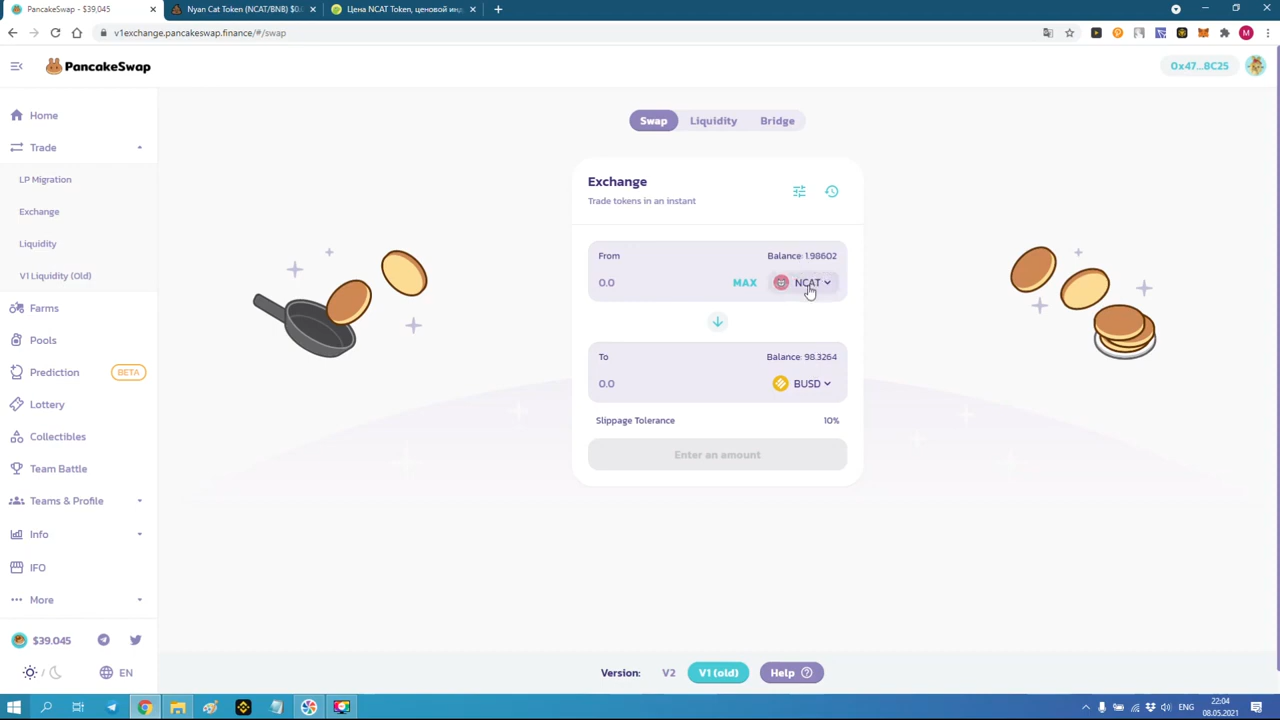 PancakeSwap - $39,045
Nyan Cat Token (NCAT/BNB) $0.
Цена NCAT Token, ценовой инд
v1exchange.pancakeswap.finance/#/swap
M
PancakeSwap
0x47...8C25
Home
Trade
LP Migration
Exchange
Liquidity
V1 Liquidity (Old)
Farms
Pools
Prediction
BETA
Lottery
Collectibles
Team Battle
Teams & Profile
Info
IFO
More
$39.045
EN
Swap
Liquidity
Bridge
Exchange
Trade tokens in an instant
From
Balance: 1.98602
0.0
MAX
NCAT
To
Balance: 98.3264
0.0
BUSD
Slippage Tolerance
10%
Enter an amount
Version:
V2
V1 (old)
Help
ENG
22:04
08.05.2021